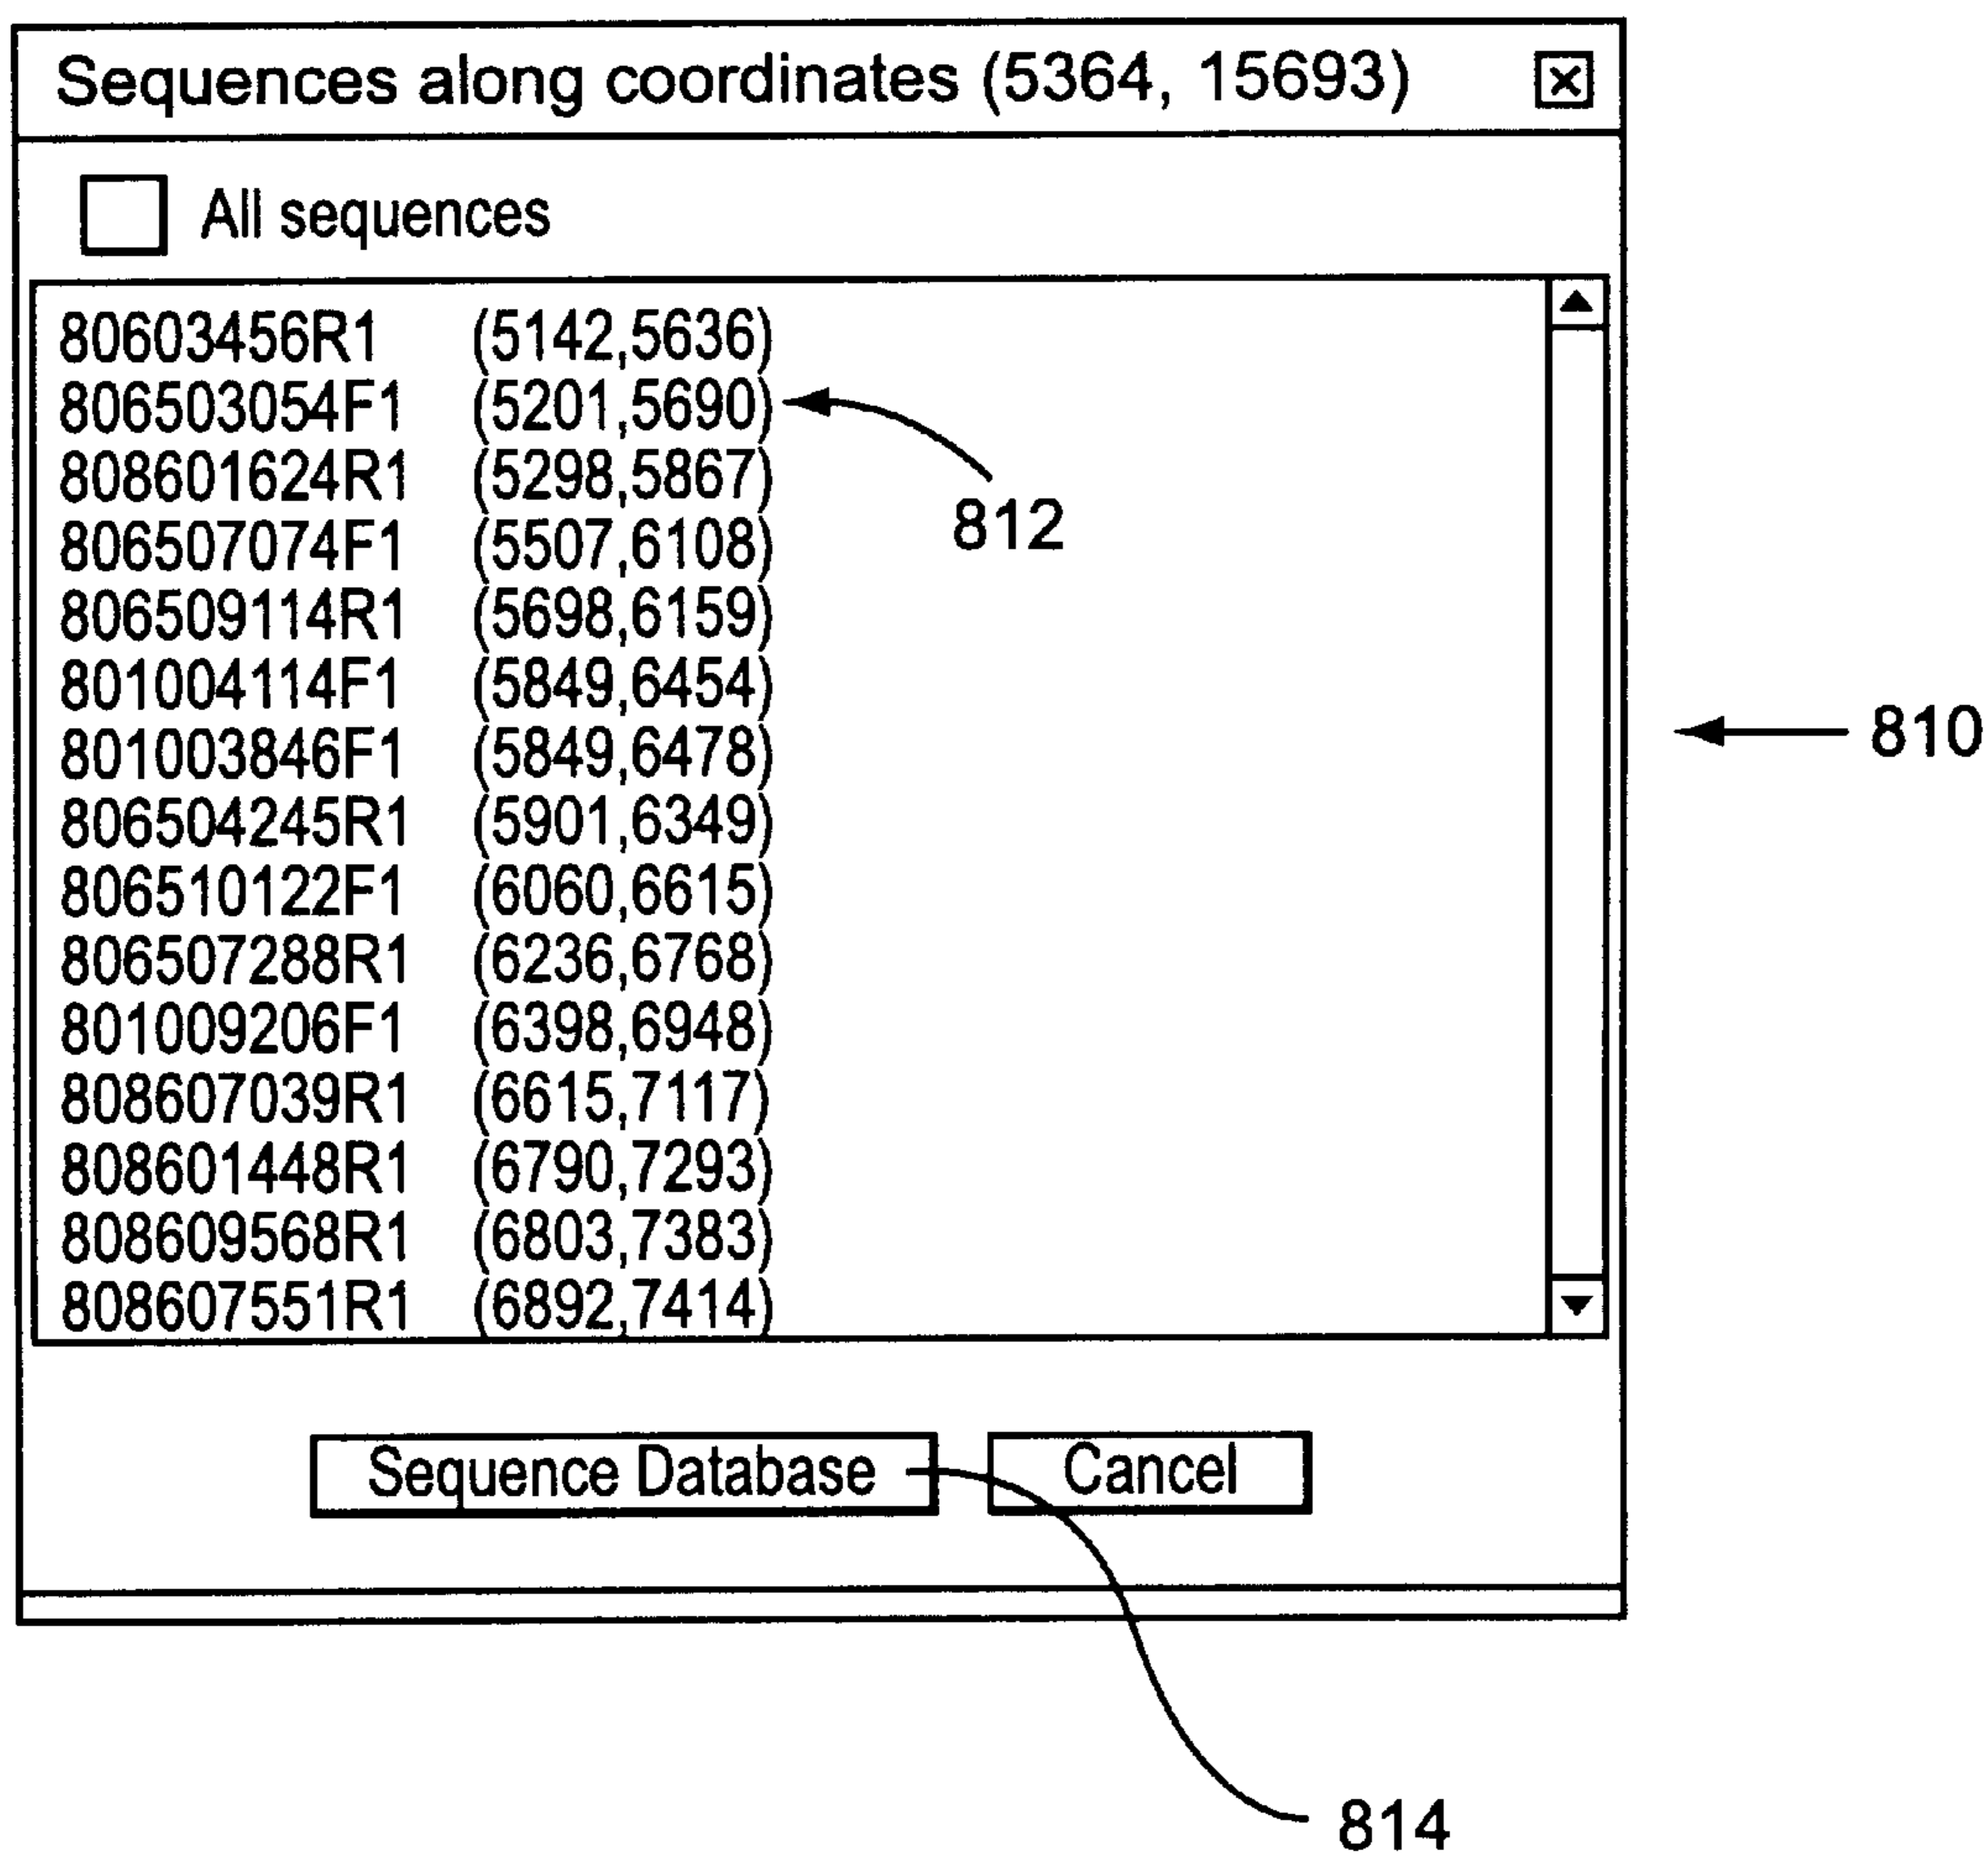 Sequences along coordinates (5364, 15693)
All sequences
80603456R1 (5142,5636)
806503054F1 (5201,5690)
808601624R1 (5298,5867)
812
806507074F1 (5507,6108)
806509114R1 (5698,6159)
801004114F1 (5849,6454)
801003846F1 (5849,6478)
810
806504245R1 (5901,6349)
806510122F1 (6060,6615)
806507288R1 (6236,6768)
801009206F1 (6398,6948)
808607039R1 (6615,7117)
808601448R1 (6790,7293)
808609568R1 (6803,7383)
808607551R1 (6892,7414)
Sequence Database Cancel
814